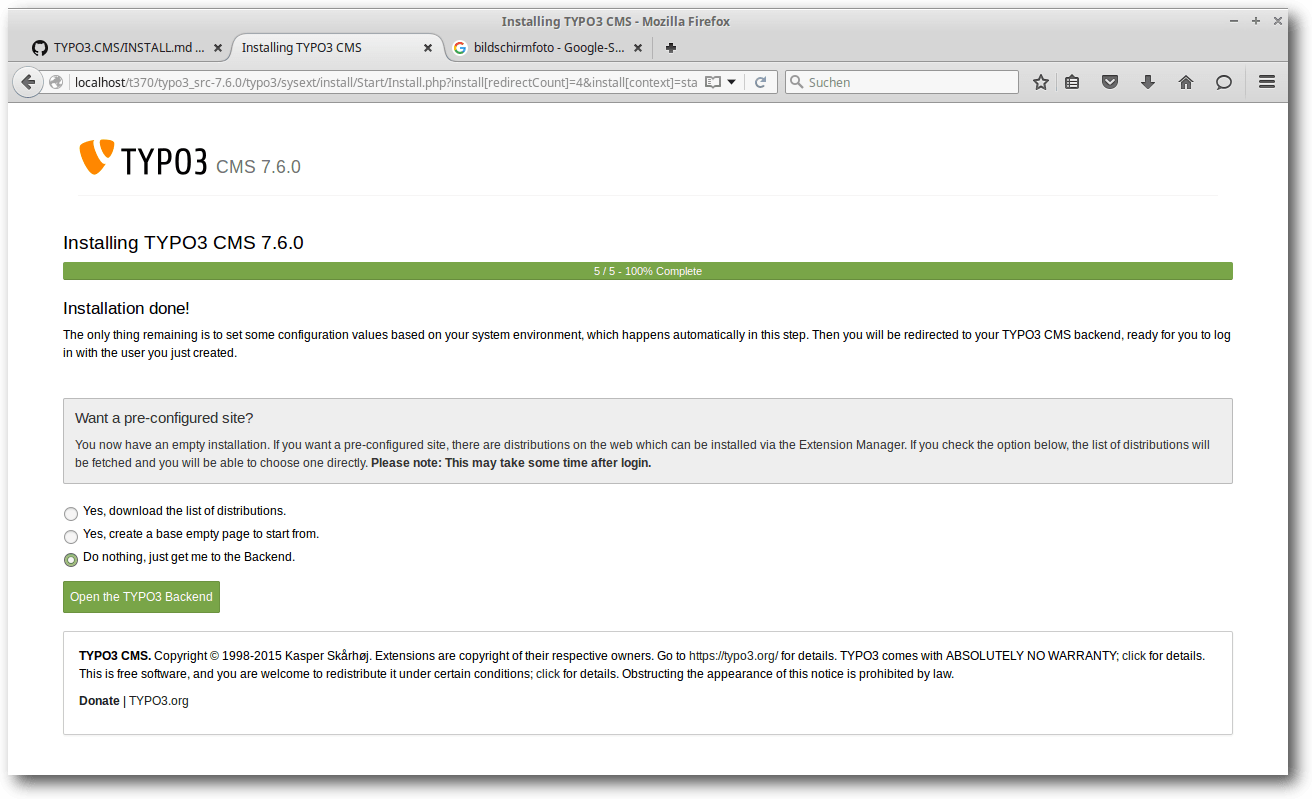 Installing TYPO3 CMS - Mozilla Firefox
TYPO3.CMS/INSTALL.md ...
Installing TYPO3 CMS
bildschirmfoto - Google-S...
localhost/t370/typo3_src-7.6.0/typo3/sysext/install/Start/Install.php?install[redirectCount]=4&install[context]=sta
Suchen
TYPO3 CMS 7.6.0
Installing TYPO3 CMS 7.6.0
5 / 5 - 100% Complete
Installation done!
The only thing remaining is to set some configuration values based on your system environment, which happens automatically in this step. Then you will be redirected to your TYPO3 CMS backend, ready for you to log
in with the user you just created.
Want a pre-configured site?
You now have an empty installation. If you want a pre-configured site, there are distributions on the web which can be installed via the Extension Manager. If you check the option below, the list of distributions will
be fetched and you will be able to choose one directly. Please note: This may take some time after login.
Yes, download the list of distributions.
Yes, create a base empty page to start from.
Do nothing, just get me to the Backend.
Open the TYPO3 Backend
TYPO3 CMS. Copyright © 1998-2015 Kasper Skårhøj. Extensions are copyright of their respective owners. Go to https://typo3.org/ for details. TYPO3 comes with ABSOLUTELY NO WARRANTY; click for details.
This is free software, and you are welcome to redistribute it under certain conditions; click for details. Obstructing the appearance of this notice is prohibited by law.
Donate | TYPO3.org